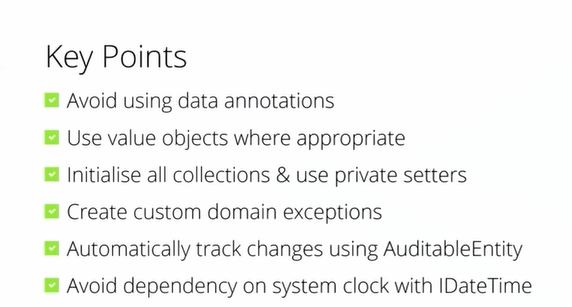 Key Points
Avoid using data annotations
Use value objects where appropriate
Initialise all collections & use private setters
Create custom domain exceptions
Automatically track changes using AuditableEntity
Avoid dependency on system clock with IDateTime